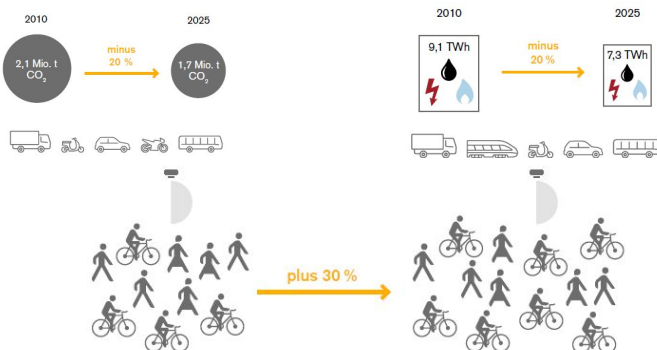 2010
2025
2,1 Mio. t
CO₂
minus
20 %
1,7 Mio. t
CO₂
2010
2025
9,1 TWh
minus
20 %
7,3 TWh
plus 30 %